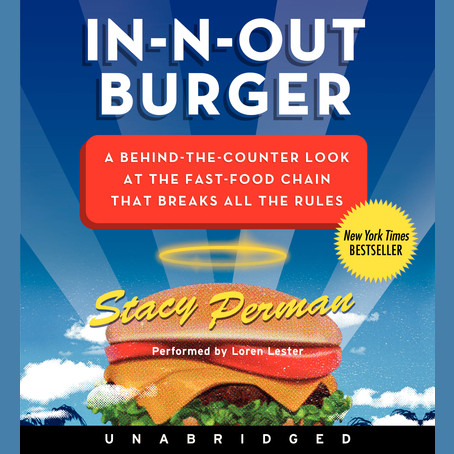 IN-N-OUT
BURGER
A BEHIND-THE-COUNTER LOOK
AT THE FAST-FOOD CHAIN
THAT BREAKS ALL THE RULES
New York Times
BESTSELLER
Stacy Perman
Performed by Loren Lester
UNABRIDGED